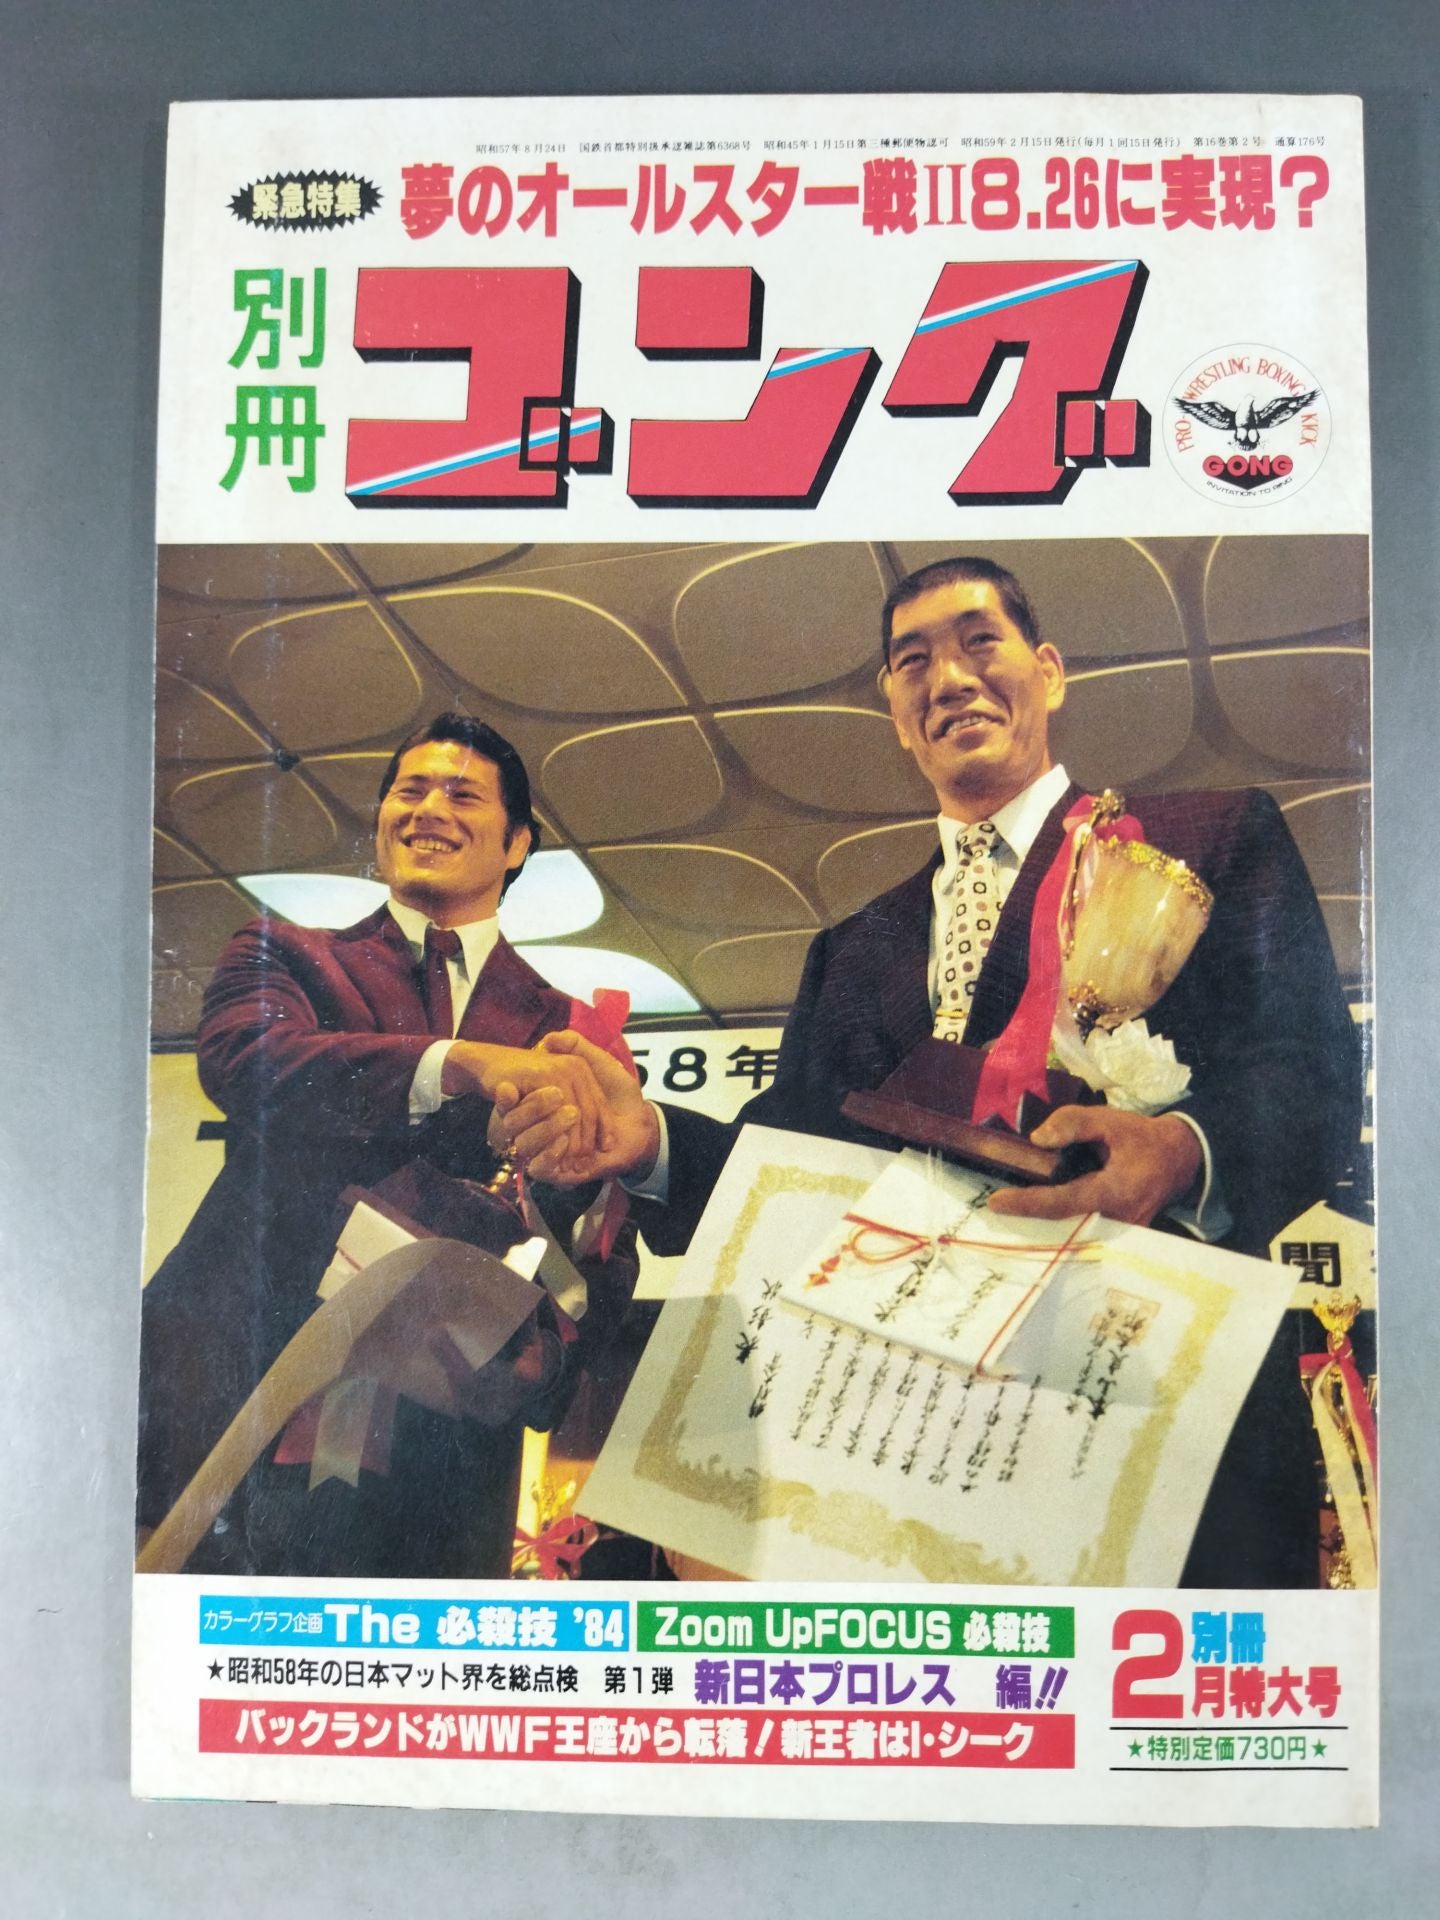 昭和57年8月24日 国鉄首都特別扱承認雑誌第6368号 昭和45年1月15日第三種郵便物認可 昭和59年2月15日発行(毎月1回15日発行) 第16巻第2号 通算176号
緊急特集 夢のオールスター戦II8.26に実現?
別冊
ゴング
PRO-WRESTLING BOXING KICK
GONG
INVITATION TO RING
58年
聞
表彰状
カラーグラフ企画 The 必殺技 '84
Zoom UpFOCUS 必殺技
★昭和58年の日本マット界を総点検 第1弾 新日本プロレス 編!!
バックランドがWWF王座から転落!新王者はI・シーク
別冊
2月特大号
★特別定価730円★